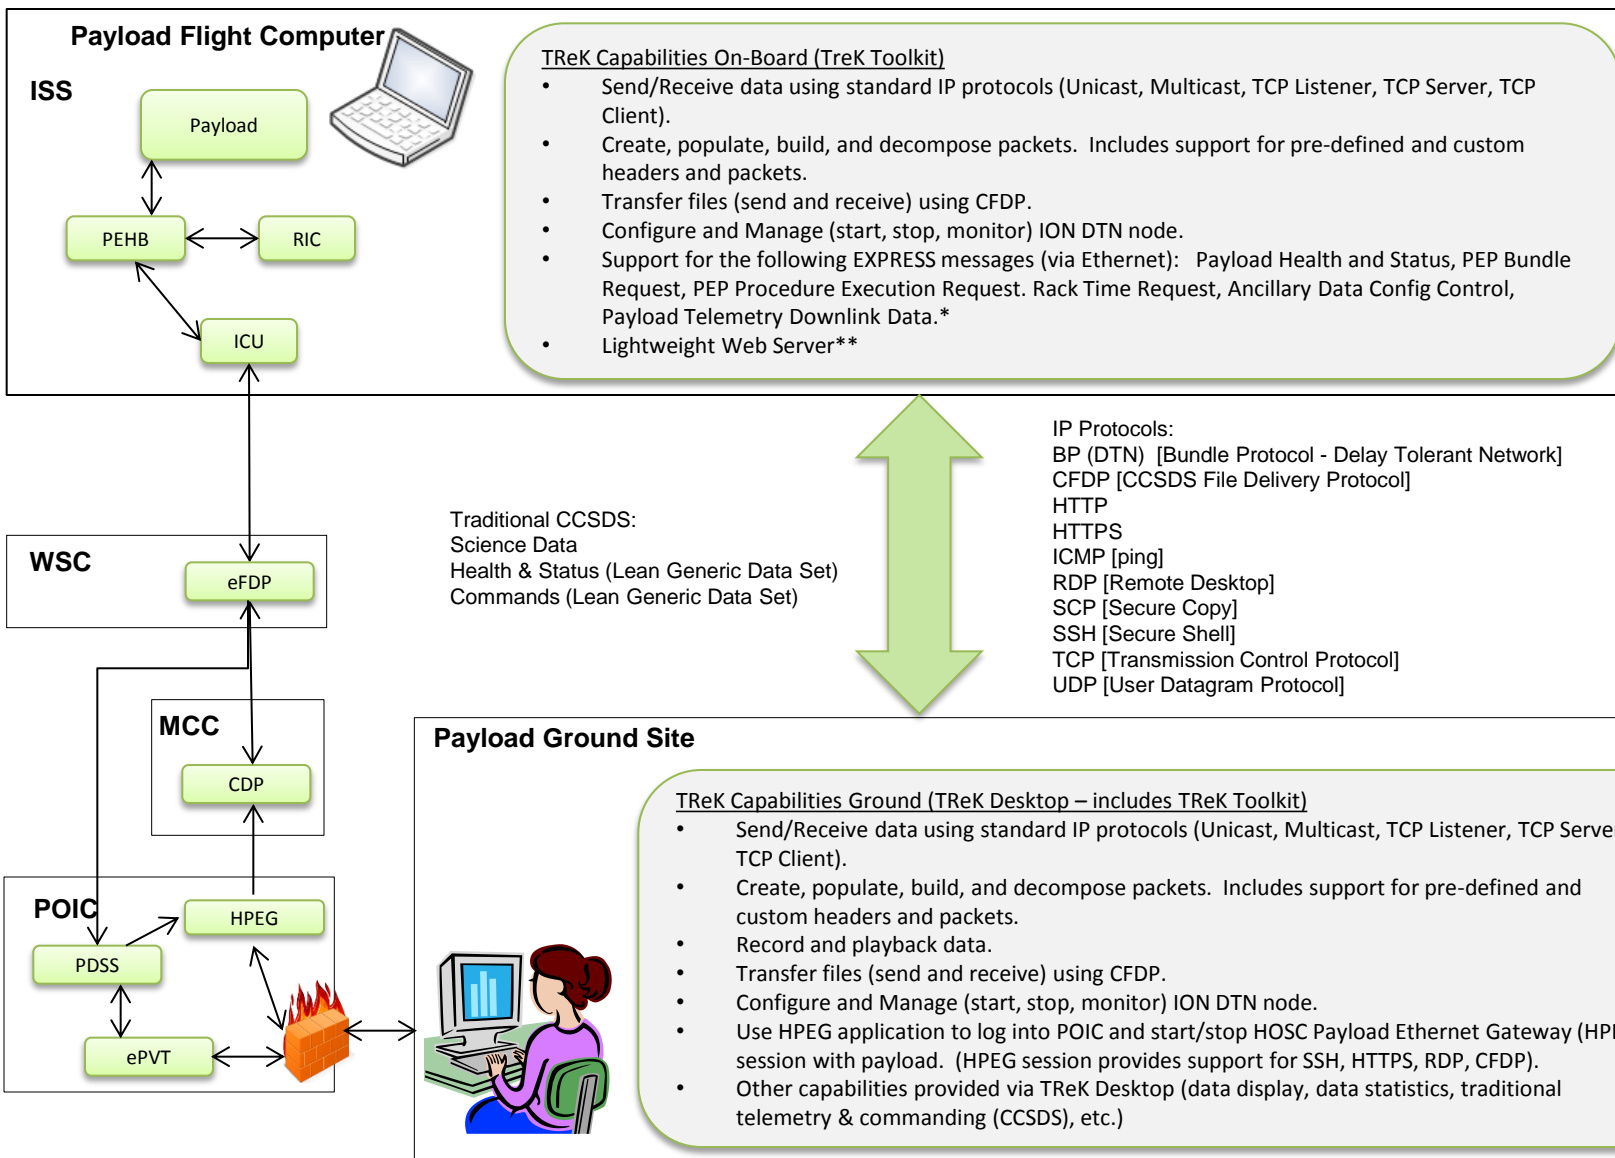 Payload Flight Computer
ISS
Payload
PEHB
RIC
ICU
TReK Capabilities On-Board (TreK Toolkit)
• Send/Receive data using standard IP protocols (Unicast, Multicast, TCP Listener, TCP Server, TCP
Client).
• Create, populate, build, and decompose packets.  Includes support for pre-defined and custom
headers and packets.
• Transfer files (send and receive) using CFDP.
• Configure and Manage (start, stop, monitor) ION DTN node.
• Support for the following EXPRESS messages (via Ethernet):   Payload Health and Status, PEP Bundle
Request, PEP Procedure Execution Request. Rack Time Request, Ancillary Data Config Control,
Payload Telemetry Downlink Data.*
• Lightweight Web Server**
Traditional CCSDS:
Science Data
Health & Status (Lean Generic Data Set)
Commands (Lean Generic Data Set)
IP Protocols:
BP (DTN)  [Bundle Protocol - Delay Tolerant Network]
CFDP [CCSDS File Delivery Protocol]
HTTP
HTTPS
ICMP [ping]
RDP [Remote Desktop]
SCP [Secure Copy]
SSH [Secure Shell]
TCP [Transmission Control Protocol]
UDP [User Datagram Protocol]
WSC
eFDP
MCC
CDP
POIC
HPEG
PDSS
ePVT
Payload Ground Site
TReK Capabilities Ground (TReK Desktop – includes TReK Toolkit)
• Send/Receive data using standard IP protocols (Unicast, Multicast, TCP Listener, TCP Server
TCP Client).
• Create, populate, build, and decompose packets.  Includes support for pre-defined and
custom headers and packets.
• Record and playback data.
• Transfer files (send and receive) using CFDP.
• Configure and Manage (start, stop, monitor) ION DTN node.
• Use HPEG application to log into POIC and start/stop HOSC Payload Ethernet Gateway (HPE
session with payload.  (HPEG session provides support for SSH, HTTPS, RDP, CFDP).
• Other capabilities provided via TReK Desktop (data display, data statistics, traditional
telemetry & commanding (CCSDS), etc.)